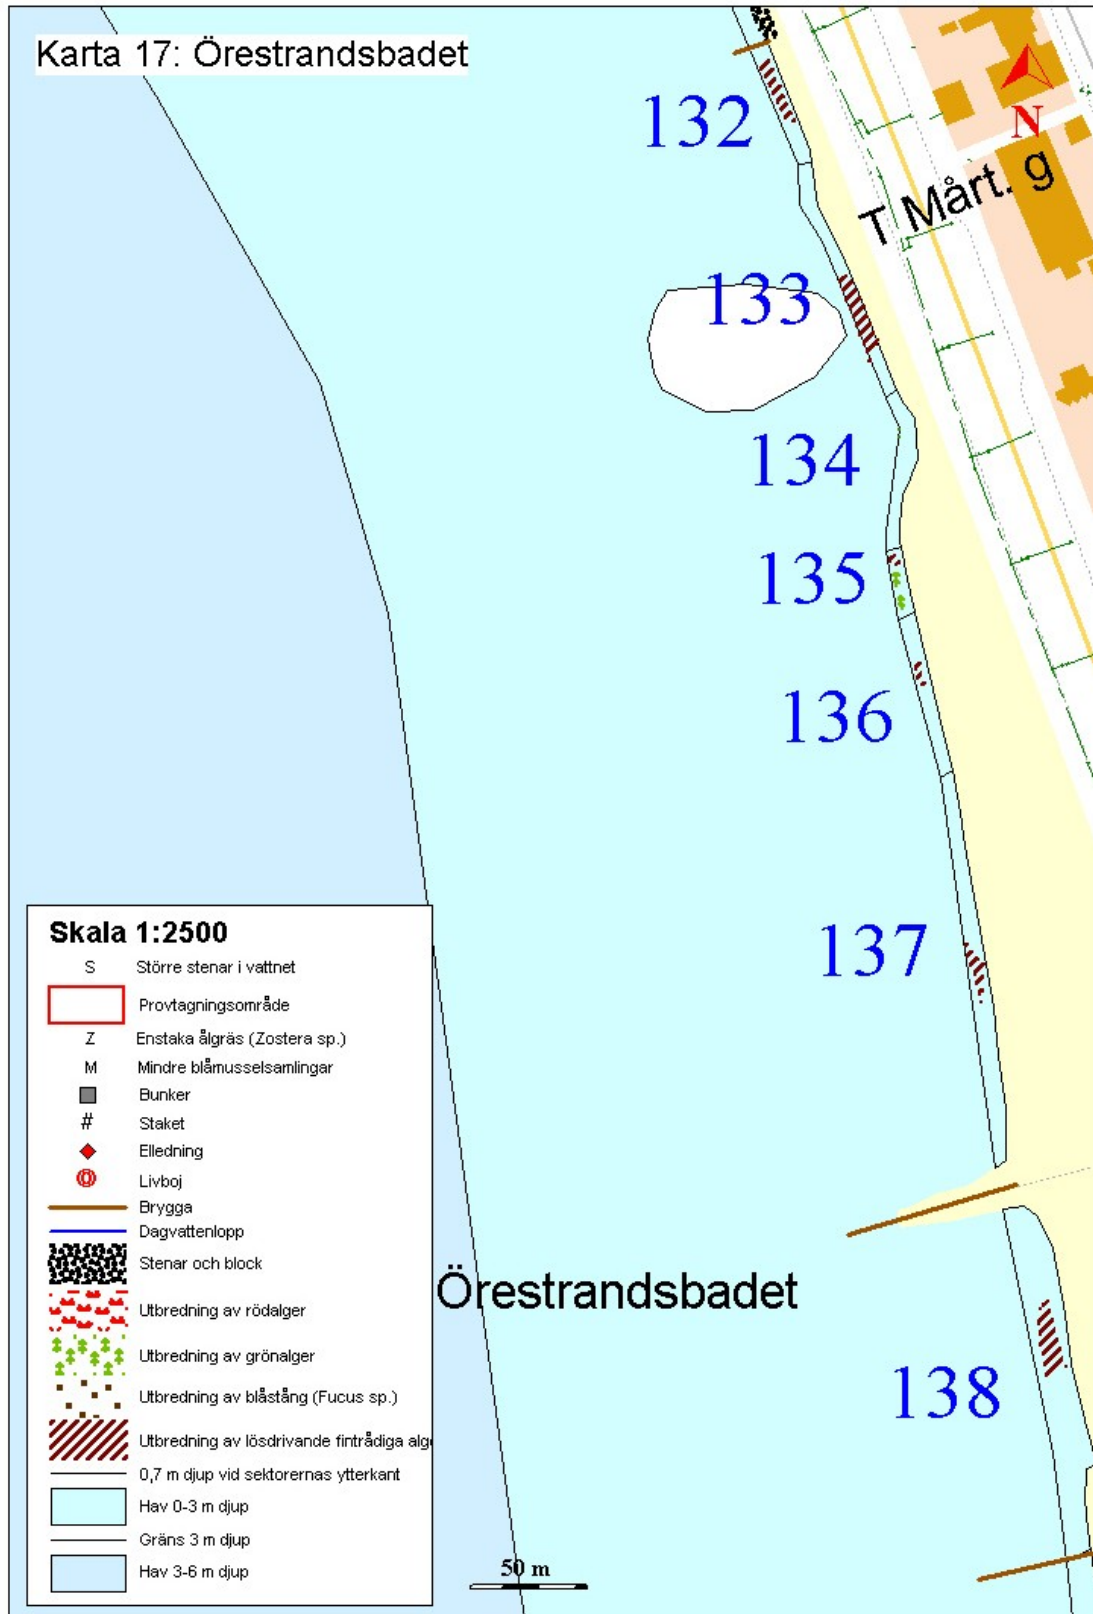 Karta 17: Örestrandsbadet
132
N
T Mårt. g
133
134
135
136
137
Örestrandsbadet
138
50 m
Skala 1:2500
S Större stenar i vattnet
Provtagningsområde
Z Enstaka ålgräs (Zostera sp.)
M Mindre blåmusselsamlingar
Bunker
# Staket
Elledning
Livboj
Brygga
Dagvattenlopp
Stenar och block
Utbredning av rödalger
Utbredning av grönalger
Utbredning av blåstång (Fucus sp.)
Utbredning av lösdrivande fintrådiga alg
0,7 m djup vid sektorernas ytterkant
Hav 0-3 m djup
Gräns 3 m djup
Hav 3-6 m djup